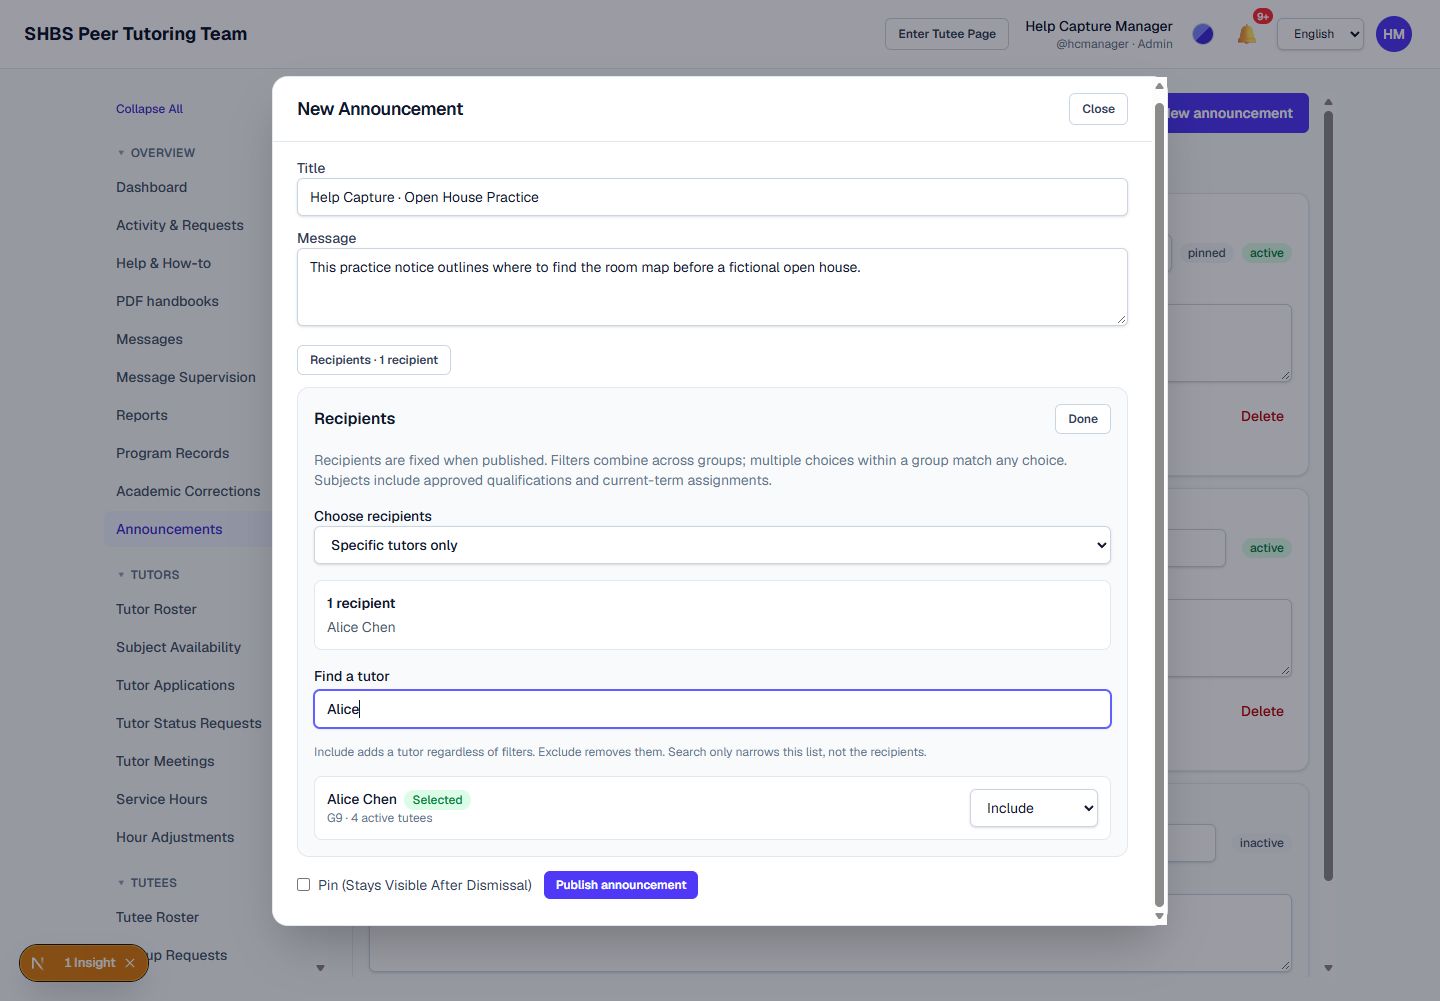 SHBS Peer Tutoring Team
Enter Tutee Page
Help Capture Manager
@hcmanager · Admin
9+
English
HM
Collapse All
OVERVIEW
Dashboard
Activity & Requests
Help & How-to
PDF handbooks
Messages
Message Supervision
Reports
Program Records
Academic Corrections
Announcements
TUTORS
Tutor Roster
Subject Availability
Tutor Applications
Tutor Status Requests
Tutor Meetings
Service Hours
Hour Adjustments
TUTEES
Tutee Roster
up Requests
N
1 Insight
New Announcement
Close
Title
Help Capture · Open House Practice
Message
This practice notice outlines where to find the room map before a fictional open house.
Recipients · 1 recipient
Recipients
Done
Recipients are fixed when published. Filters combine across groups; multiple choices within a group match any choice.
Subjects include approved qualifications and current-term assignments.
Choose recipients
Specific tutors only
1 recipient
Alice Chen
Find a tutor
Alice
Include adds a tutor regardless of filters. Exclude removes them. Search only narrows this list, not the recipients.
Alice Chen Selected
G9 · 4 active tutees
Include
Pin (Stays Visible After Dismissal)
Publish announcement
announcement
pinned
active
Delete
active
Delete
inactive